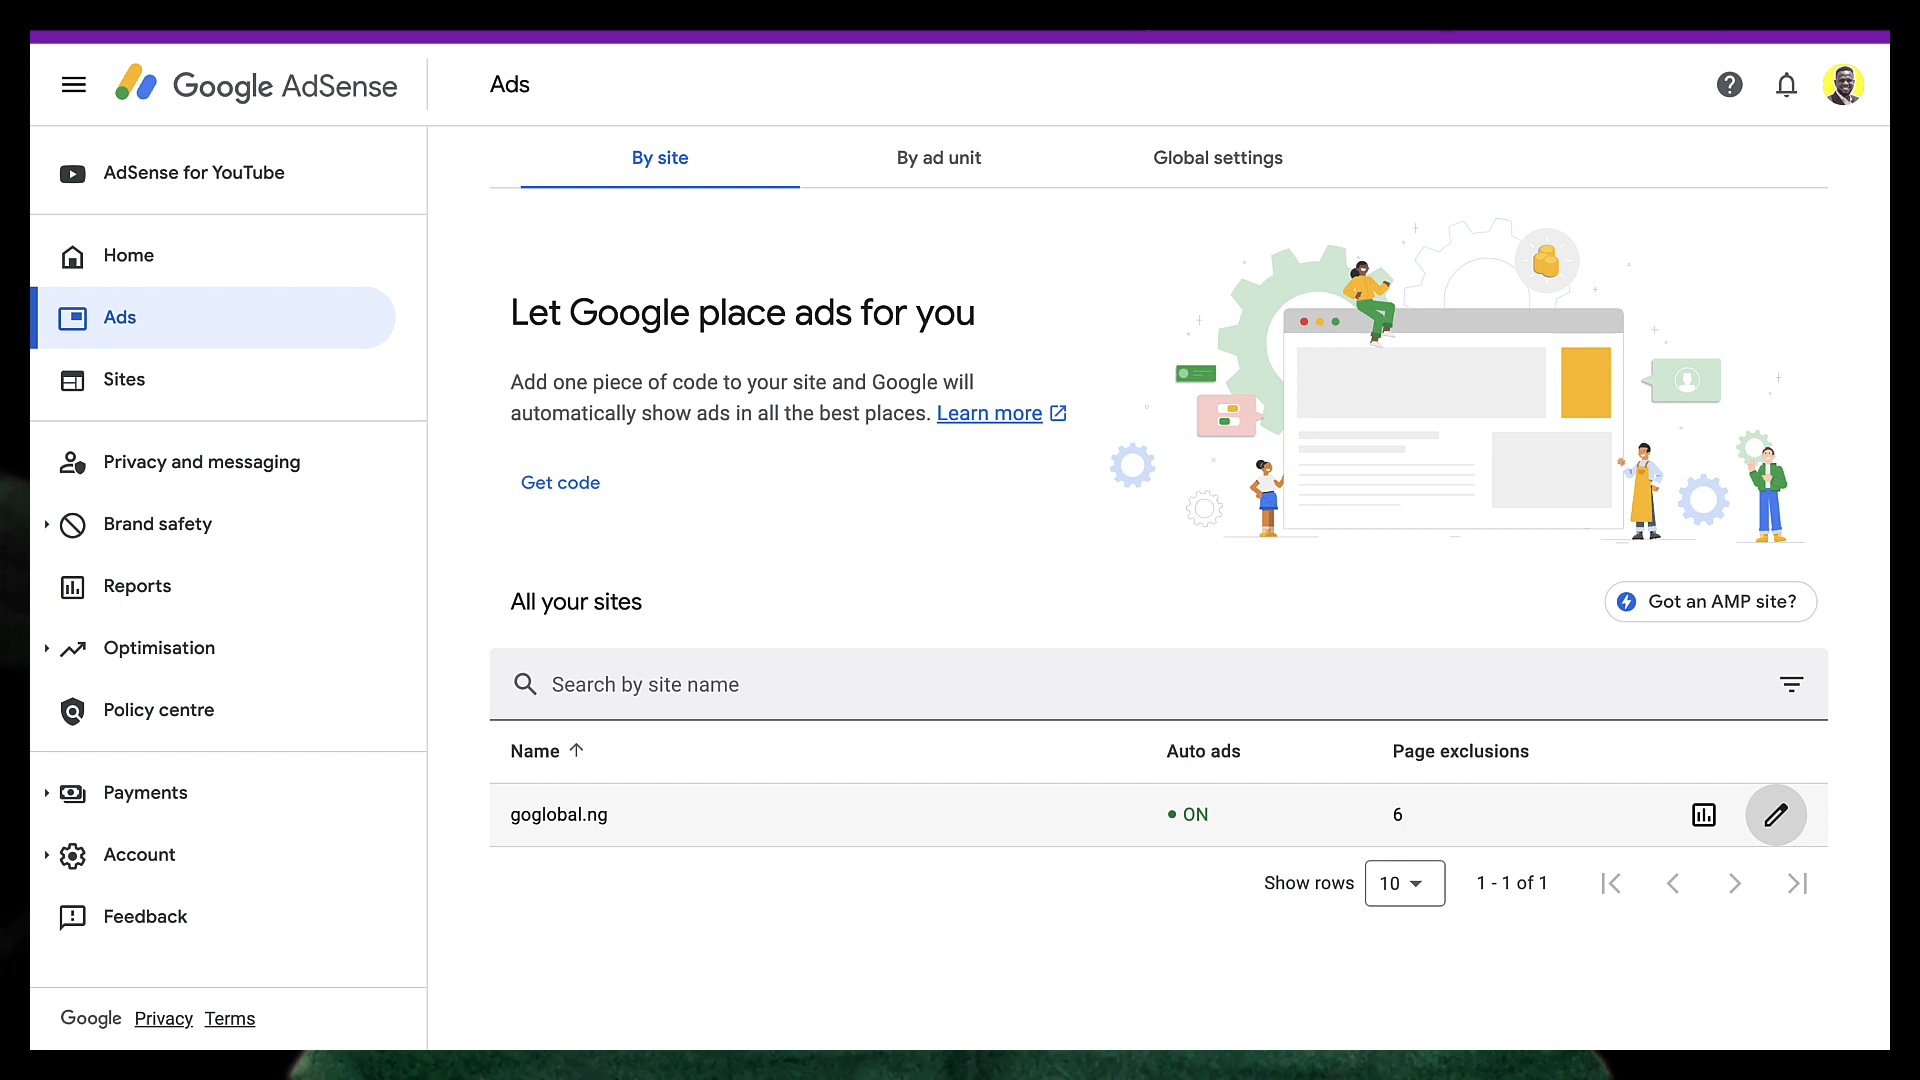 Google AdSense
Ads
AdSense for YouTube
Home
Ads
Sites
Privacy and messaging
Brand safety
Reports
Optimisation
Policy centre
Payments
Account
Feedback
Google Privacy Terms
By site
By ad unit
Global settings
Let Google place ads for you
Add one piece of code to your site and Google will
automatically show ads in all the best places. Learn more
Get code
All your sites
Got an AMP site?
Search by site name
Name Auto ads Page exclusions
goglobal.ng ON 6
Show rows 10 1 - 1 of 1